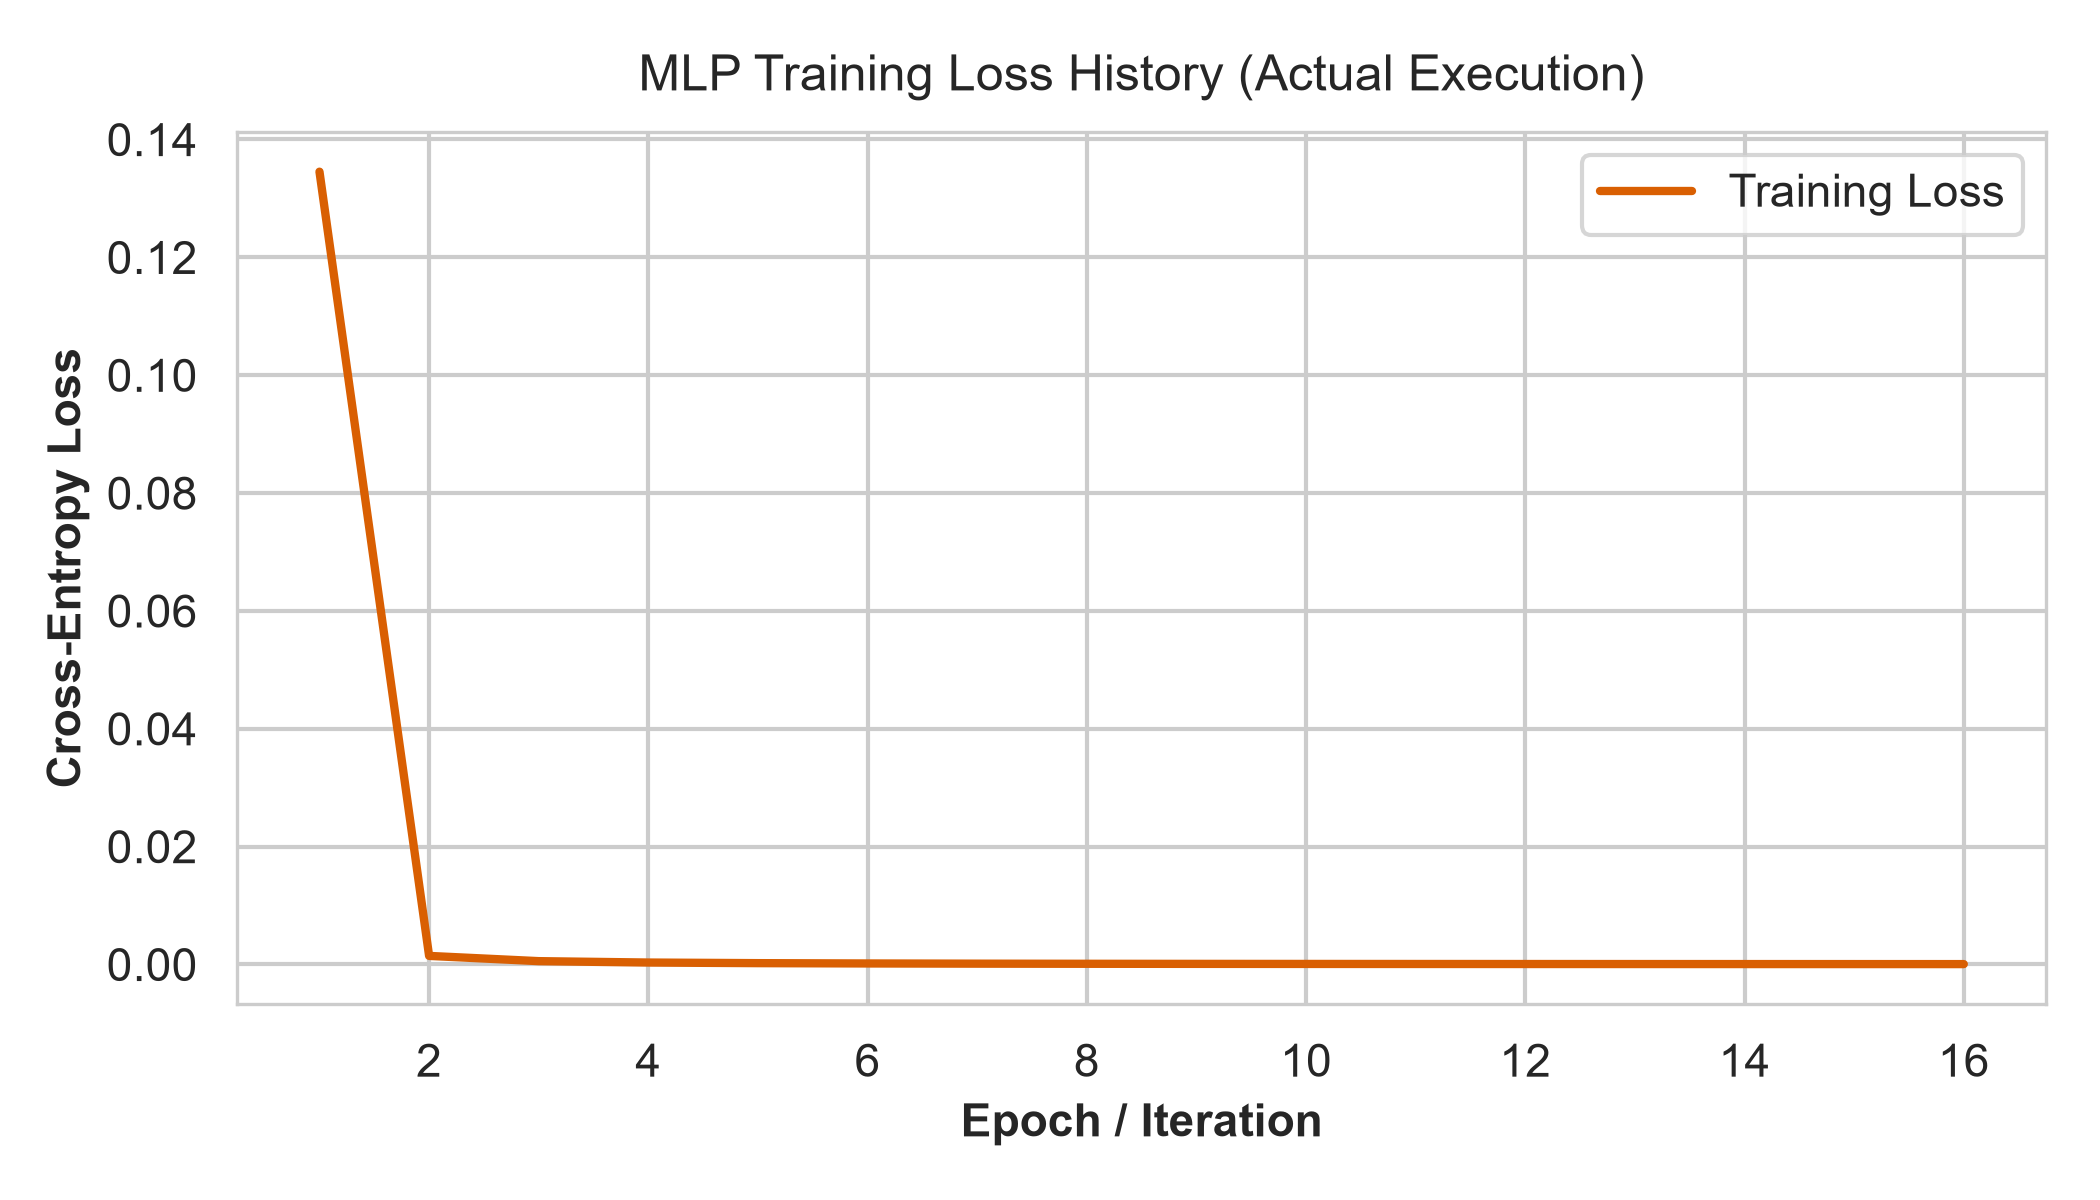 MLP Training Loss History (Actual Execution)
0.14
Training Loss
0.12
0.10
0.08
0.06
0.04
0.02
0.00
Cross-Entropy Loss
2 4 6 8 10 12 14 16
Epoch / Iteration